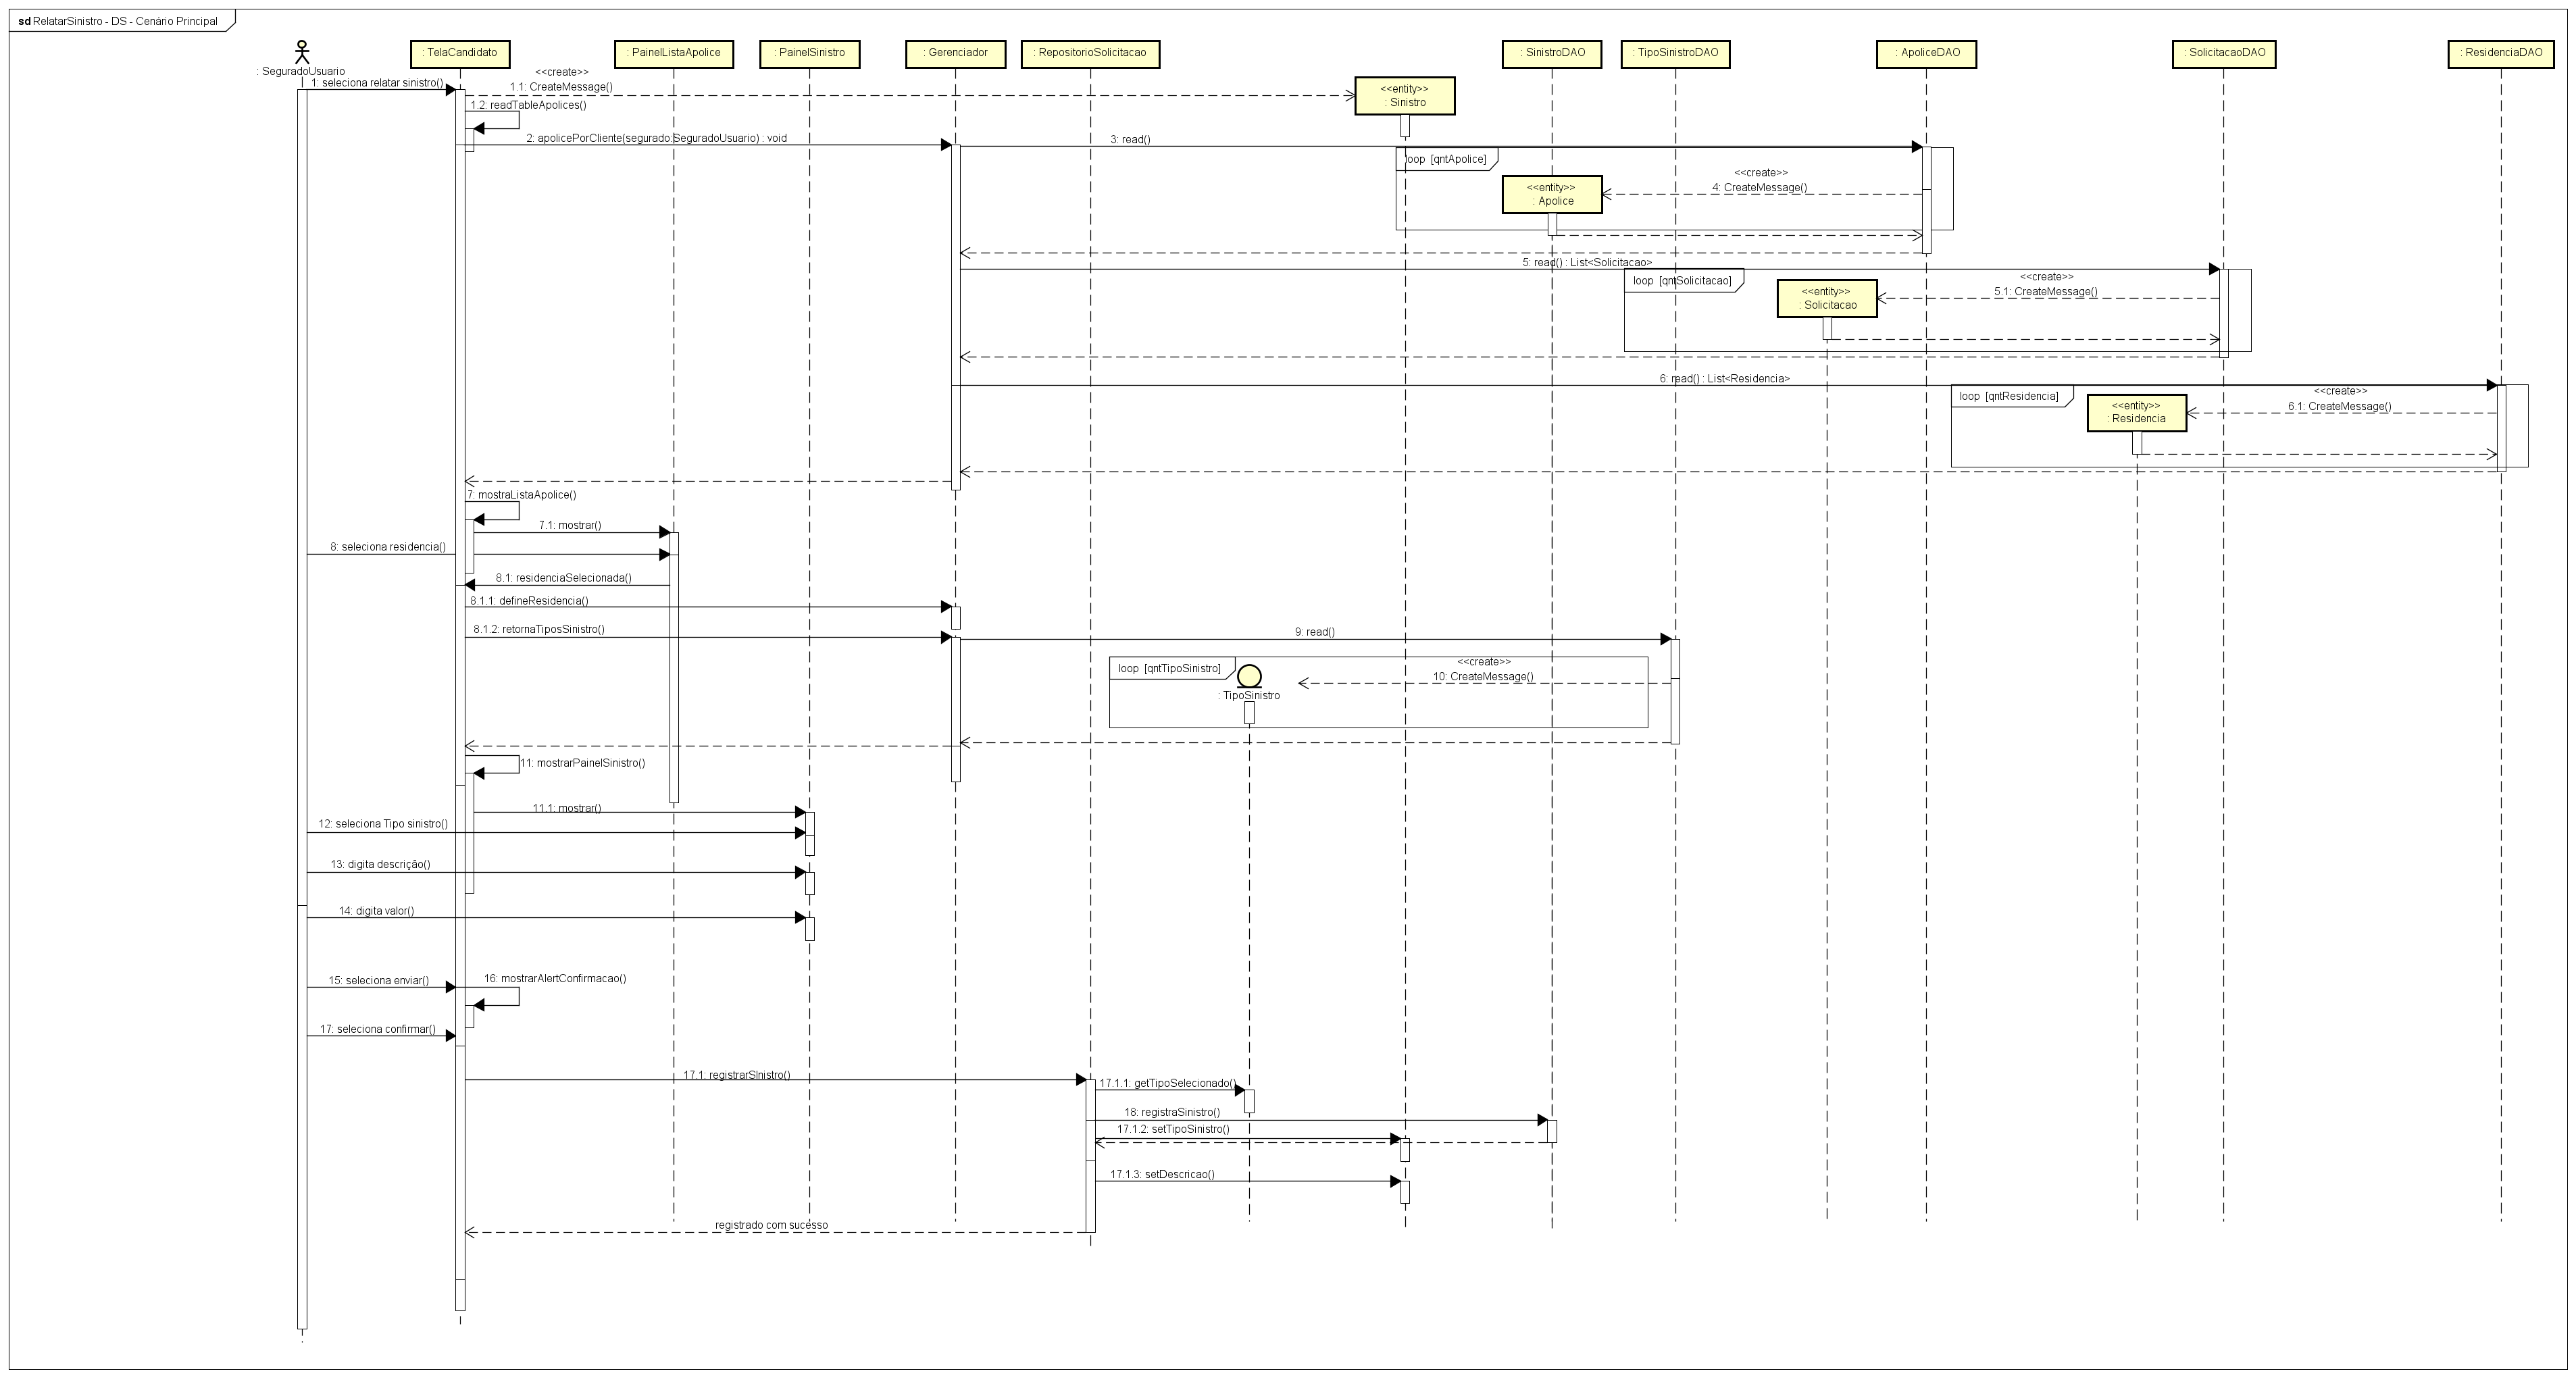 sd RelatarSinistro - DS - Cenário Principal
: SeguradoUsuario
: TelaCandidato
: PainelListaApolice
: PainelSinistro
: Gerenciador
: RepositorioSolicitacao
: SinistroDAO
: TipoSinistroDAO
: ApoliceDAO
: SolicitacaoDAO
: ResidenciaDAO
1: seleciona relatar sinistro()
<<create>>
1.1: CreateMessage()
<<entity>>
: Sinistro
1.2: readTableApolices()
2: apolicePorCliente(segurado:SeguradoUsuario) : void
3: read()
loop [qntApolice]
<<create>>
4: CreateMessage()
<<entity>>
: Apolice
5: read() : List<Solicitacao>
loop [qntSolicitacao]
<<create>>
5.1: CreateMessage()
<<entity>>
: Solicitacao
6: read() : List<Residencia>
loop [qntResidencia]
<<create>>
6.1: CreateMessage()
<<entity>>
: Residencia
7: mostraListaApolice()
7.1: mostrar()
8: seleciona residencia()
8.1: residenciaSelecionada()
8.1.1: defineResidencia()
8.1.2: retornaTiposSinistro()
9: read()
loop [qntTipoSinistro]
<<create>>
10: CreateMessage()
: TipoSinistro
11: mostrarPainelSinistro()
11.1: mostrar()
12: seleciona Tipo sinistro()
13: digita descrição()
14: digita valor()
15: seleciona enviar()
16: mostrarAlertConfirmacao()
17: seleciona confirmar()
17.1: registrarSInistro()
17.1.1: getTipoSelecionado()
18: registraSinistro()
17.1.2: setTipoSinistro()
17.1.3: setDescricao()
registrado com sucesso